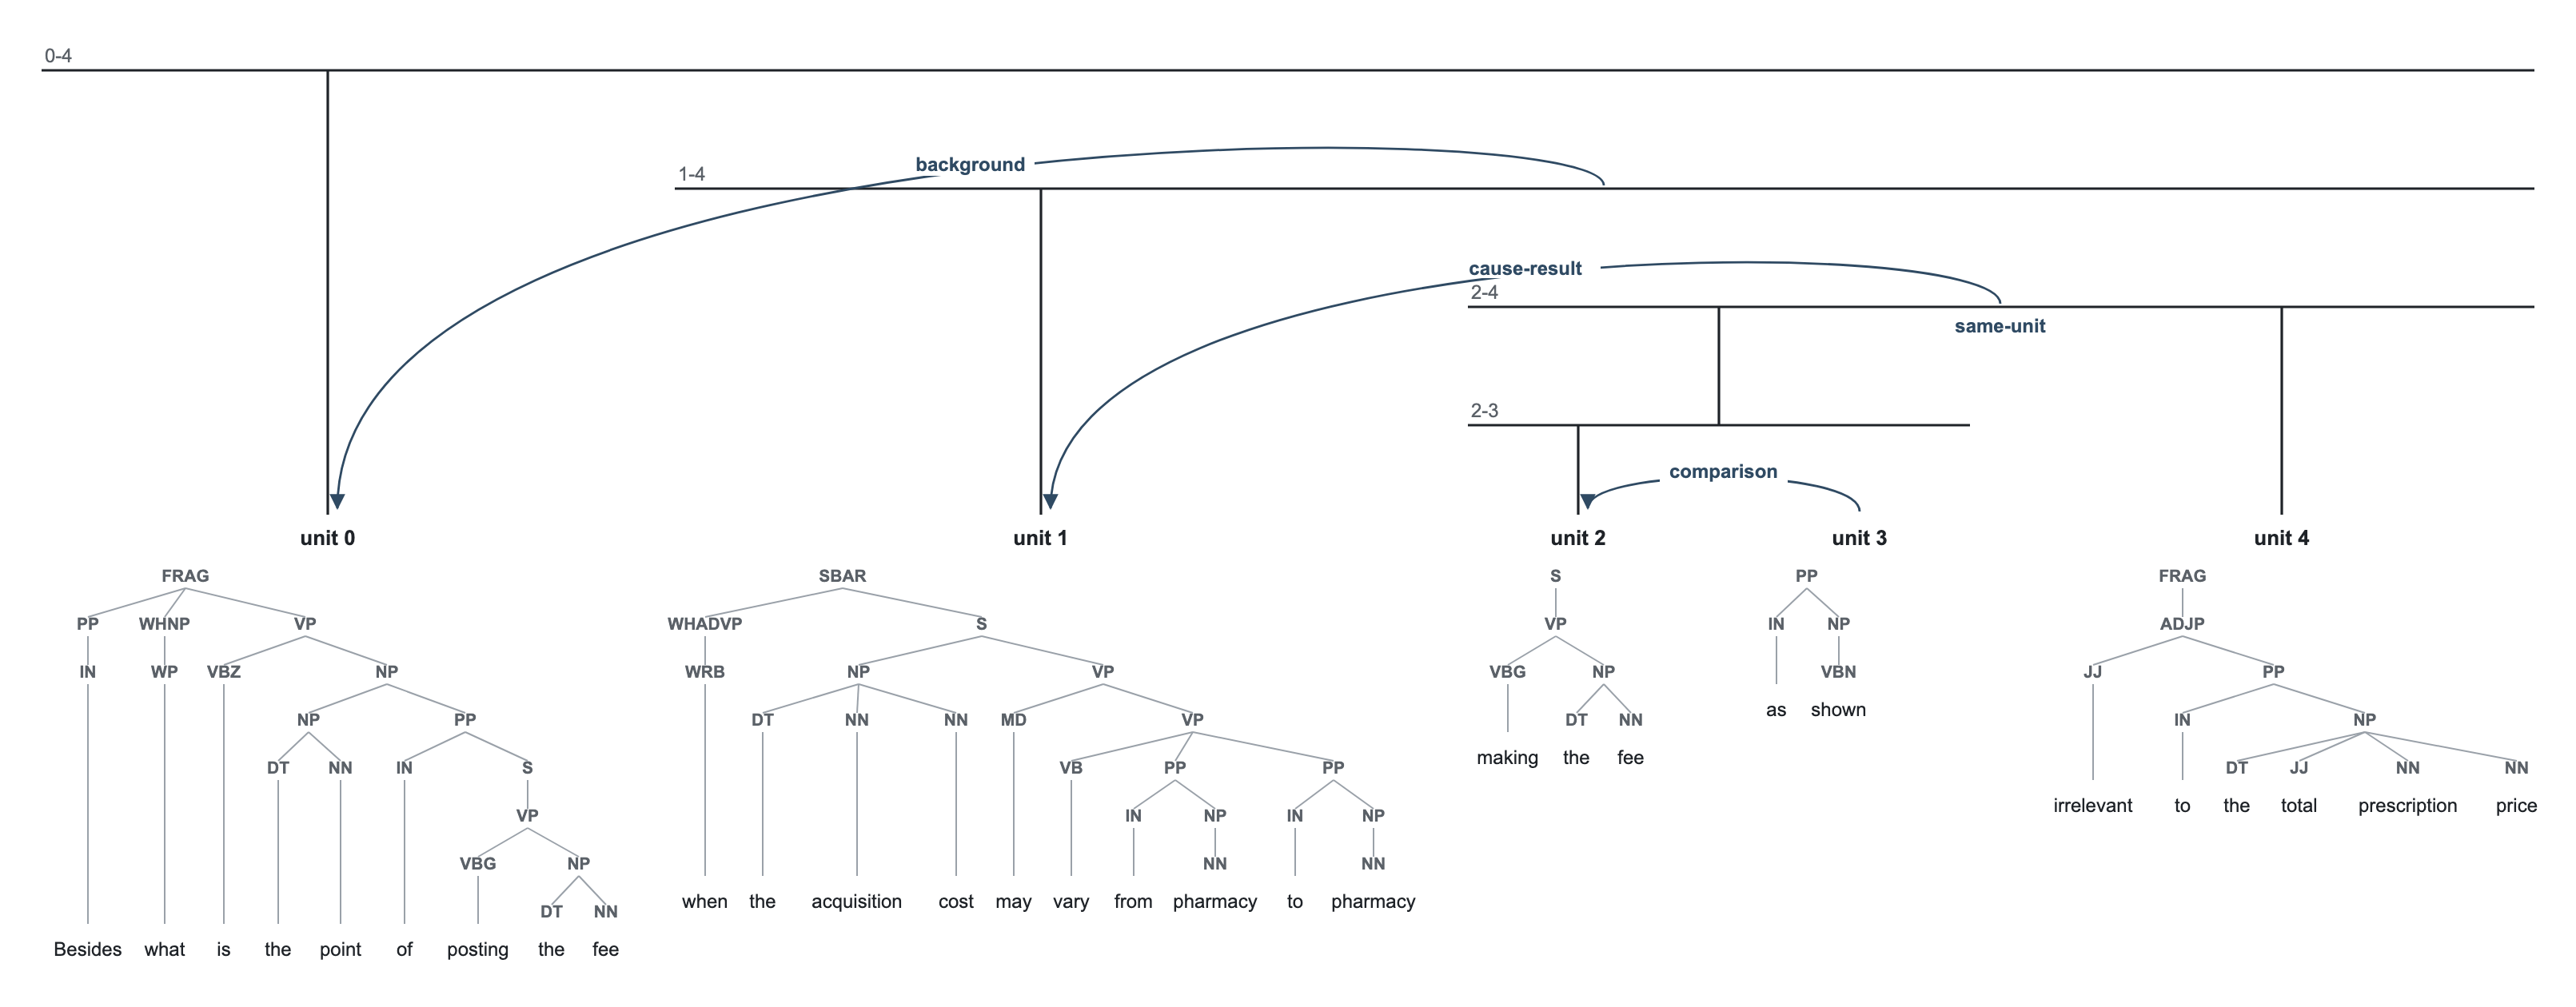 0-4
background
1-4
cause-result
2-4
same-unit
2-3
comparison
unit 0 unit 1 unit 2 unit 3 unit 4
FRAG SBAR S PP FRAG
PP WHNP VP WHADVP S VP IN NP ADJP
IN WP VBZ NP WRB NP VP VBG NP VBN JJ PP
NP PP DT NN NN MD VP DT NN as shown IN NP
making the fee
DT NN IN S VB PP PP DT JJ NN NN
irrelevant to the total prescription price
VP IN NP IN NP
VBG NP NN NN
when the acquisition cost may vary from pharmacy to pharmacy
DT NN
Besides what is the point of posting the fee